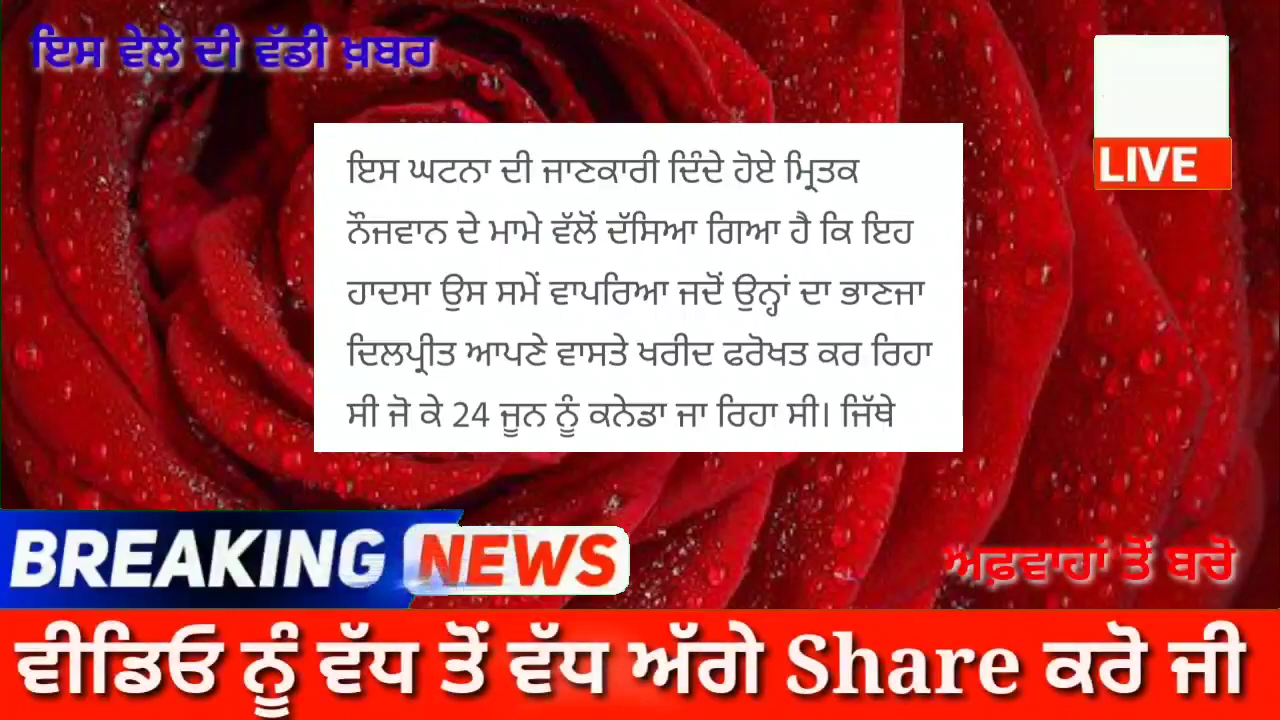 ਇਸ ਵੇਲੇ ਦੀ ਵੱਡੀ ਖ਼ਬਰ
LIVE
ਇਸ ਘਟਨਾ ਦੀ ਜਾਣਕਾਰੀ ਦਿੰਦੇ ਹੋਏ ਮ੍ਰਿਤਕ
ਨੌਜਵਾਨ ਦੇ ਮਾਮੇ ਵੱਲੋਂ ਦੱਸਿਆ ਗਿਆ ਹੈ ਕਿ ਇਹ
ਹਾਦਸਾ ਉਸ ਸਮੇਂ ਵਾਪਰਿਆ ਜਦੋਂ ਉਨ੍ਹਾਂ ਦਾ ਭਾਣਜਾ
ਦਿਲਪ੍ਰੀਤ ਆਪਣੇ ਵਾਸਤੇ ਖਰੀਦ ਫਰੋਖਤ ਕਰ ਰਿਹਾ
ਸੀ ਜੋ ਕੇ 24 ਜੂਨ ਨੂੰ ਕਨੇਡਾ ਜਾ ਰਿਹਾ ਸੀ। ਜਿੱਥੇ
BREAKING NEWS
ਅਫ਼ਵਾਹਾਂ ਤੋਂ ਬਚੋ
ਵੀਡਿਓ ਨੂੰ ਵੱਧ ਤੋਂ ਵੱਧ ਅੱਗੇ Share ਕਰੋ ਜੀ